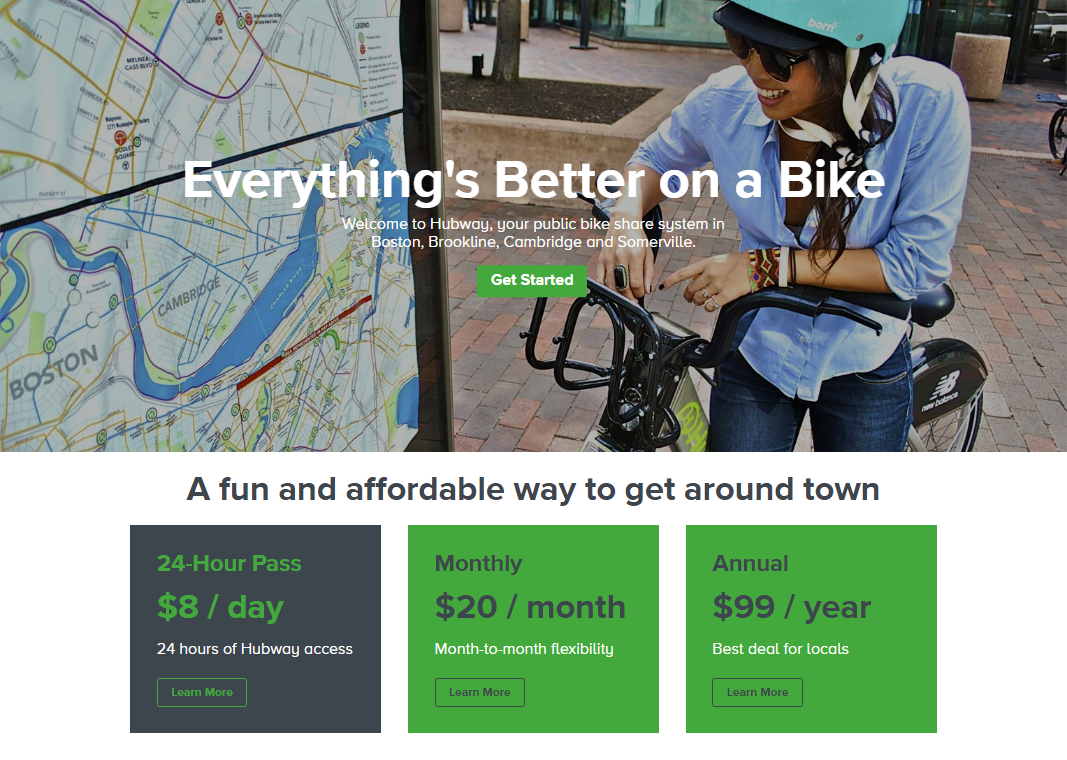 LEGEND
MELNEA
CASS BLVD
DUDLEY
SQUARE
bern
Everything's Better on a Bike
Welcome to Hubway, your public bike share system in
Boston, Brookline, Cambridge and Somerville.
Get Started
CAMBRIDGE
CHARLES RIVER
BOSTON
new balance
A fun and affordable way to get around town
24-Hour Pass
$8 / day
24 hours of Hubway access
Learn More
Monthly
$20 / month
Month-to-month flexibility
Learn More
Annual
$99 / year
Best deal for locals
Learn More